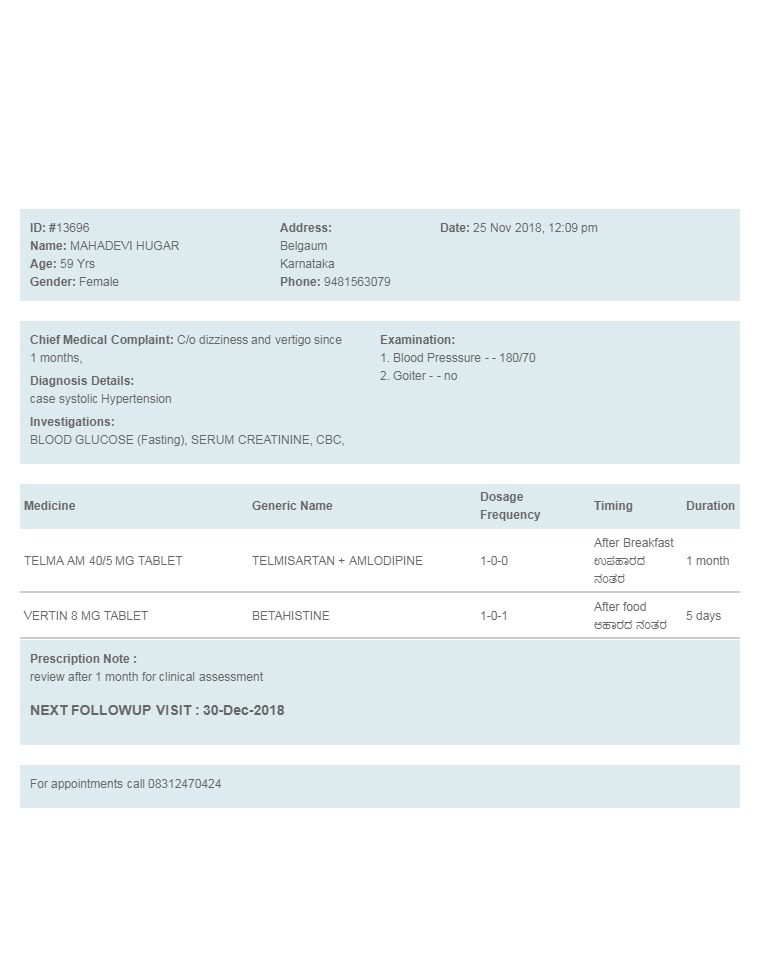 ID: #13696
Name: MAHADEVI HUGAR
Age: 59 Yrs
Gender: Female
Address:
Belgaum
Karnataka
Phone: 9481563079
Date: 25 Nov 2018, 12:09 pm
Chief Medical Complaint: C/o dizziness and vertigo since
1 months,
Diagnosis Details:
case systolic Hypertension
Investigations:
BLOOD GLUCOSE (Fasting), SERUM CREATININE, CBC,
Examination:
1. Blood Presssure - - 180/70
2. Goiter - - no
Medicine Generic Name Dosage Frequency Timing Duration
TELMA AM 40/5 MG TABLET TELMISARTAN + AMLODIPINE 1-0-0 After Breakfast ಉಪಹಾರದ ನಂತರ 1 month
VERTIN 8 MG TABLET BETAHISTINE 1-0-1 After food ಆಹಾರದ ನಂತರ 5 days
Prescription Note :
review after 1 month for clinical assessment
NEXT FOLLOWUP VISIT : 30-Dec-2018
For appointments call 08312470424